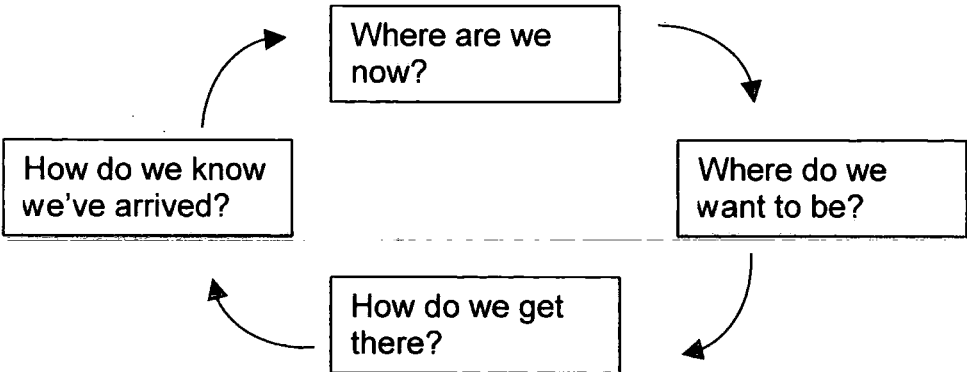 Where are we
now?
Where do we
want to be?
How do we get
there?
How do we know
we've arrived?